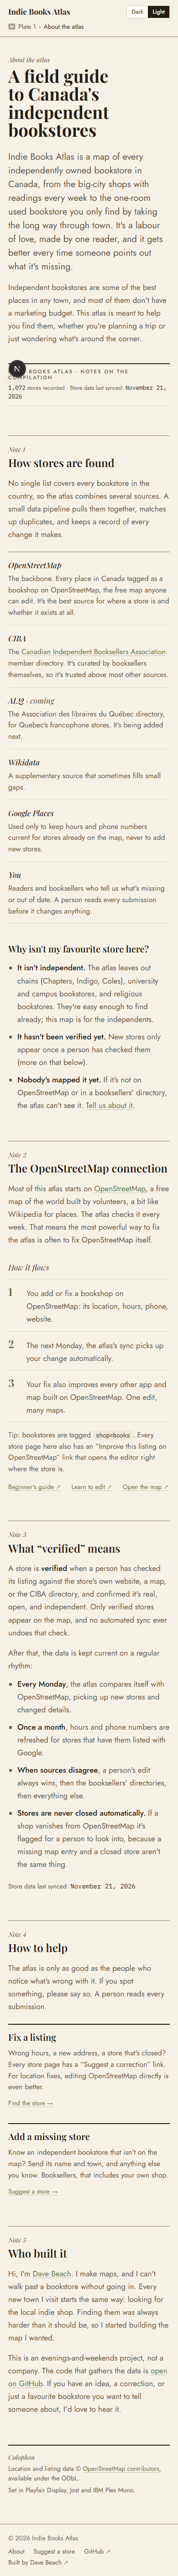 Indie Books Atlas
Dark Light
Plate 1 › About the atlas
About the atlas
A field guide
to Canada's
independent
bookstores
Indie Books Atlas is a map of every
independently owned bookstore in
Canada, from the big-city shops with
readings every week to the one-room
used bookstore you only find by taking
the long way through town. It's a labour
of love, made by one reader, and it gets
better every time someone points out
what it's missing.
Independent bookstores are some of the best
places in any town, and most of them don't have
a marketing budget. This atlas is meant to help
you find them, whether you're planning a trip or
just wondering what's around the corner.
N
BOOKS ATLAS · NOTES ON THE
COMPILATION
1,072 stores recorded · Store data last synced: November 21,
2026
Note 1
How stores are found
No single list covers every bookstore in the
country, so the atlas combines several sources. A
small data pipeline pulls them together, matches
up duplicates, and keeps a record of every
change it makes.
OpenStreetMap
The backbone. Every place in Canada tagged as a
bookshop on OpenStreetMap, the free map anyone
can edit. It's the best source for where a store is and
whether it exists at all.
CIBA
The Canadian Independent Booksellers Association
member directory. It's curated by booksellers
themselves, so it's trusted above most other sources.
ALQ · coming
The Association des libraires du Québec directory,
for Quebec's francophone stores. It's being added
next.
Wikidata
A supplementary source that sometimes fills small
gaps.
Google Places
Used only to keep hours and phone numbers
current for stores already on the map, never to add
new stores.
You
Readers and booksellers who tell us what's missing
or out of date. A person reads every submission
before it changes anything.
Why isn't my favourite store here?
It isn't independent. The atlas leaves out
chains (Chapters, Indigo, Coles), university
and campus bookstores, and religious
bookstores. They're easy enough to find
already; this map is for the independents.
It hasn't been verified yet. New stores only
appear once a person has checked them
(more on that below).
Nobody's mapped it yet. If it's not on
OpenStreetMap or in a booksellers' directory,
the atlas can't see it. Tell us about it.
Note 2
The OpenStreetMap connection
Most of this atlas starts on OpenStreetMap, a free
map of the world built by volunteers, a bit like
Wikipedia for places. The atlas checks it every
week. That means the most powerful way to fix
the atlas is often to fix OpenStreetMap itself.
How it flows
1 You add or fix a bookshop on
OpenStreetMap: its location, hours, phone,
website.
2 The next Monday, the atlas's sync picks up
your change automatically.
3 Your fix also improves every other app and
map built on OpenStreetMap. One edit,
many maps.
Tip: bookstores are tagged shop=books. Every
store page here also has an “Improve this listing on
OpenStreetMap” link that opens the editor right
where the store is.
Beginner's guide ↗ Learn to edit ↗ Open the map ↗
Note 3
What “verified” means
A store is verified when a person has checked
its listing against the store's own website, a map,
or the CIBA directory, and confirmed it's real,
open, and independent. Only verified stores
appear on the map, and no automated sync ever
undoes that check.
After that, the data is kept current on a regular
rhythm:
Every Monday, the atlas compares itself with
OpenStreetMap, picking up new stores and
changed details.
Once a month, hours and phone numbers are
refreshed for stores that have them listed with
Google.
When sources disagree, a person's edit
always wins, then the booksellers' directories,
then everything else.
Stores are never closed automatically. If a
shop vanishes from OpenStreetMap it's
flagged for a person to look into, because a
missing map entry and a closed store aren't
the same thing.
Store data last synced: November 21, 2026
Note 4
How to help
The atlas is only as good as the people who
notice what's wrong with it. If you spot
something, please say so. A person reads every
submission.
Fix a listing
Wrong hours, a new address, a store that's closed?
Every store page has a “Suggest a correction” link.
For location fixes, editing OpenStreetMap directly is
even better.
Find the store →
Add a missing store
Know an independent bookstore that isn't on the
map? Send its name and town, and anything else
you know. Booksellers, that includes your own shop.
Suggest a store →
Note 5
Who built it
Hi, I'm Dave Beach. I make maps, and I can't
walk past a bookstore without going in. Every
new town I visit starts the same way: looking for
the local indie shop. Finding them was always
harder than it should be, so I started building the
map I wanted.
This is an evenings-and-weekends project, not a
company. The code that gathers the data is open
on GitHub. If you have an idea, a correction, or
just a favourite bookstore you want to tell
someone about, I'd love to hear it.
Colophon
Location and listing data © OpenStreetMap contributors,
available under the ODbL.
Set in Playfair Display, Jost and IBM Plex Mono.
© 2026 Indie Books Atlas
About Suggest a store GitHub ↗
Built by Dave Beach ↗